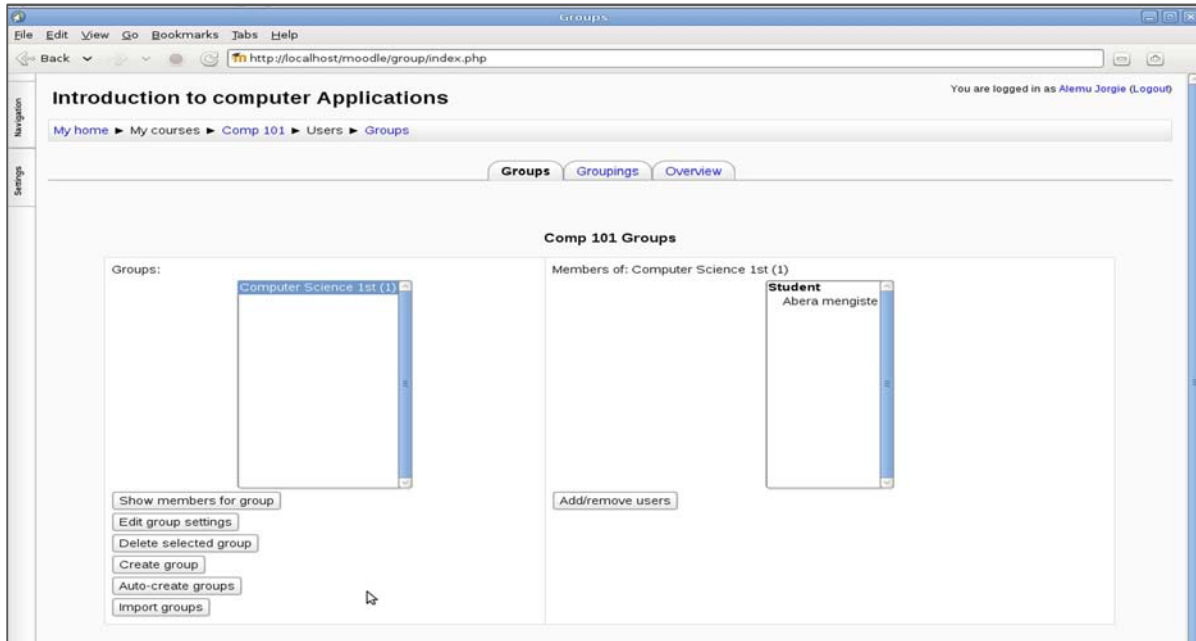 Groups
File Edit View Go Bookmarks Tabs Help
Back http://localhost/moodle/group/index.php
Navigation
Settings
Introduction to computer Applications
You are logged in as Alemu Jorgie (Logout)
My home ► My courses ► Comp 101 ► Users ► Groups
Groups Groupings Overview
Comp 101 Groups
Groups:
Computer Science 1st (1)
Show members for group
Edit group settings
Delete selected group
Create group
Auto-create groups
Import groups
Members of: Computer Science 1st (1)
Student
Abera mengiste
Add/remove users